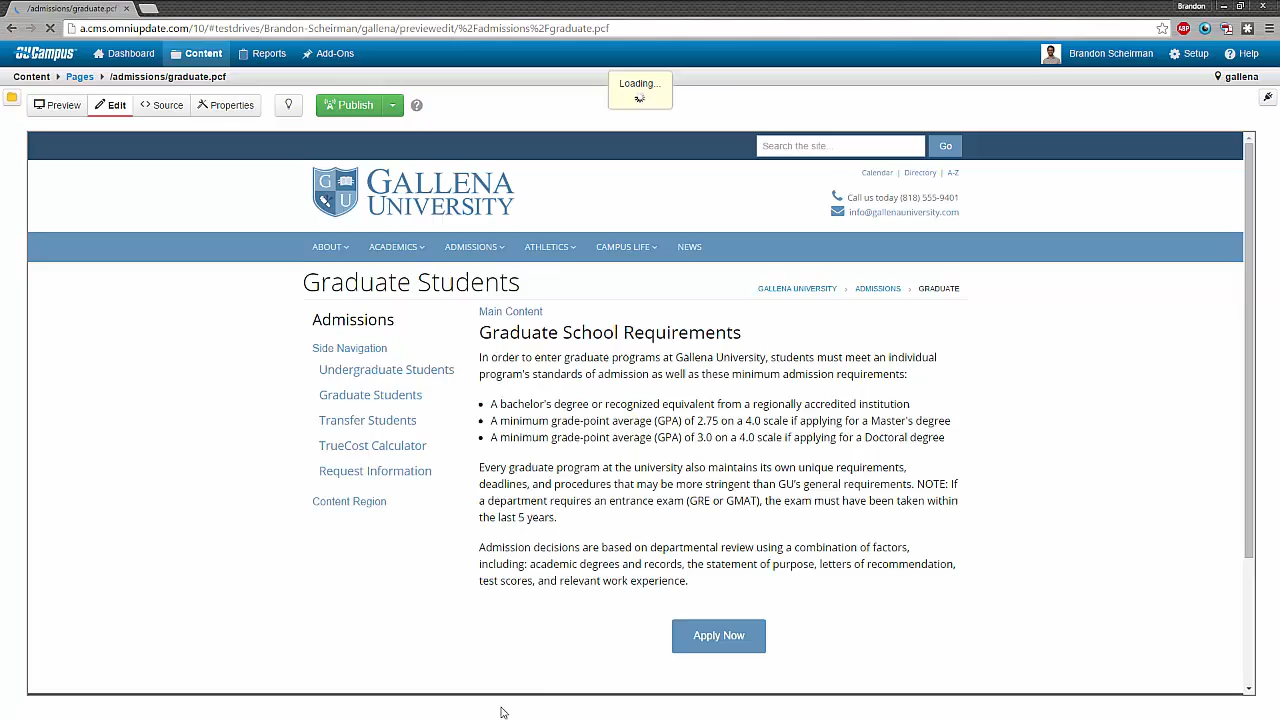 /admissions/graduate.pcf
Brandon
a.cms.omniupdate.com/10/#testdrives/Brandon-Scheirman/gallena/previewedit/%2Fadmissions%2Fgraduate.pcf
ABP
OUCampus
Dashboard
Content
Reports
Add-Ons
Brandon Scheirman
Setup
Help
Content
Pages
/admissions/graduate.pcf
gallena
Loading...
Preview
Edit
Source
Properties
Publish
Search the site...
Go
G
U
GALLENA
UNIVERSITY
Calendar | Directory | A-Z
Call us today (818) 555-9401
info@gallenauniversity.com
ABOUT
ACADEMICS
ADMISSIONS
ATHLETICS
CAMPUS LIFE
NEWS
Graduate Students
GALLENA UNIVERSITY › ADMISSIONS › GRADUATE
Admissions
Side Navigation
Undergraduate Students
Graduate Students
Transfer Students
TrueCost Calculator
Request Information
Content Region
Main Content
Graduate School Requirements
In order to enter graduate programs at Gallena University, students must meet an individual
program's standards of admission as well as these minimum admission requirements:
• A bachelor's degree or recognized equivalent from a regionally accredited institution
• A minimum grade-point average (GPA) of 2.75 on a 4.0 scale if applying for a Master's degree
• A minimum grade-point average (GPA) of 3.0 on a 4.0 scale if applying for a Doctoral degree
Every graduate program at the university also maintains its own unique requirements,
deadlines, and procedures that may be more stringent than GU's general requirements. NOTE: If
a department requires an entrance exam (GRE or GMAT), the exam must have been taken within
the last 5 years.
Admission decisions are based on departmental review using a combination of factors,
including: academic degrees and records, the statement of purpose, letters of recommendation,
test scores, and relevant work experience.
Apply Now